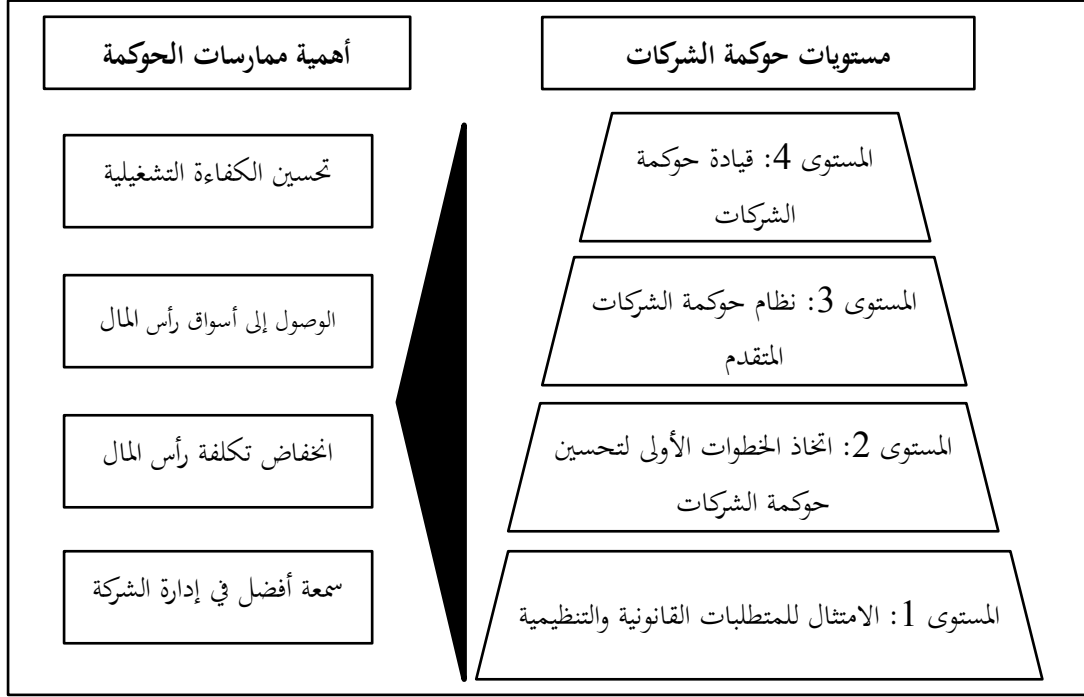 مستويات حوكمة الشركات
المستوى 4: قيادة حوكمة
الشركات
المستوى 3: نظام حوكمة الشركات
المتقدم
المستوى 2: اتخاذ الخطوات الأولى لتحسين
حوكمة الشركات
المستوى 1: الامتثال للمتطلبات القانونية والتنظيمية
أهمية ممارسات الحوكمة
تحسين الكفاءة التشغيلية
الوصول إلى أسواق رأس المال
انخفاض تكلفة رأس المال
سمعة أفضل في إدارة الشركة